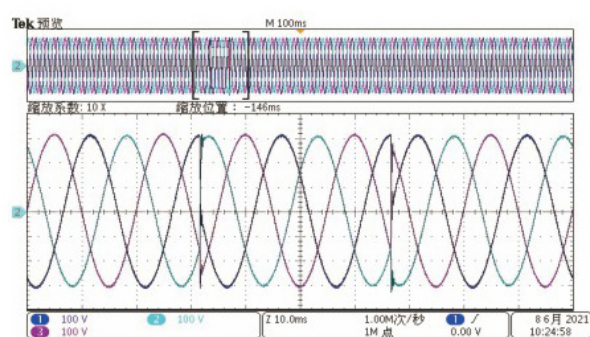 Tek 预览
M 100ms
2
缩放系数: 10 X
缩放位置: -146ms
2
1 100 V
2 100 V
Z 10.0ms
1.00M次/秒
1
8 6月 2021
3 100 V
1M 点
0.00 V
10:24:58